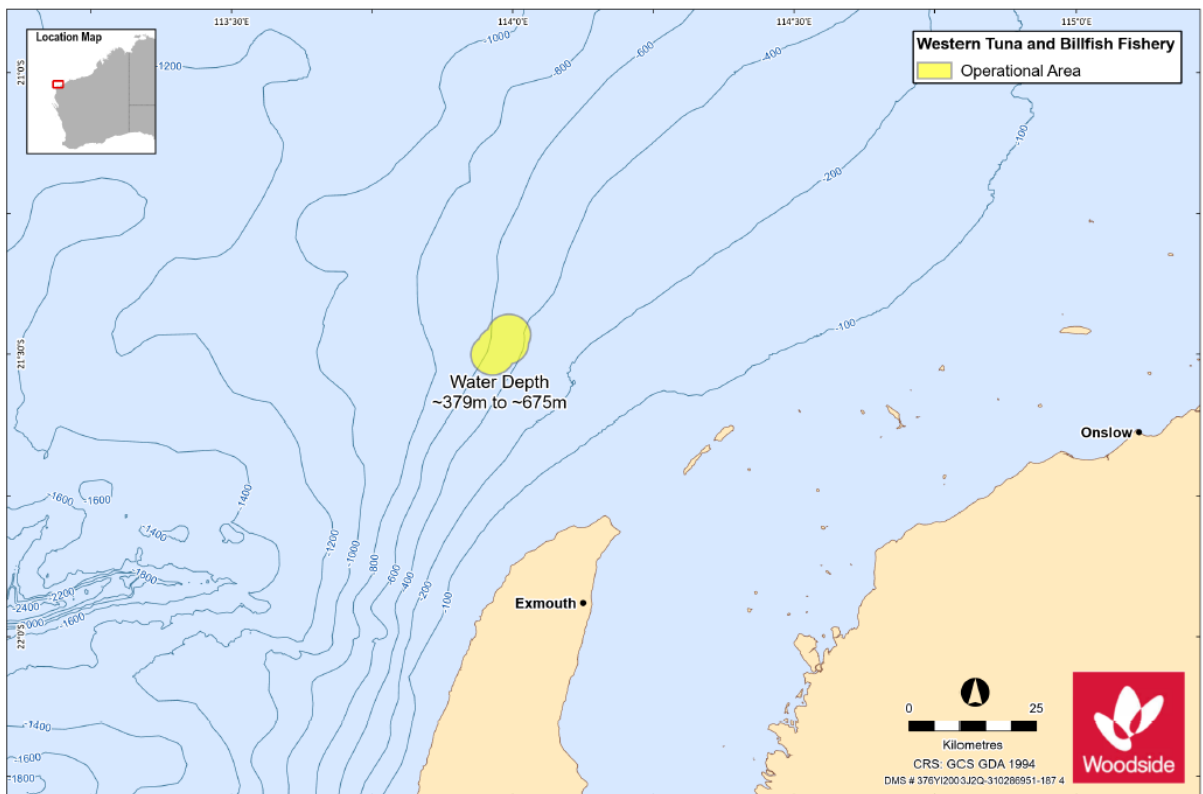 113°30'E
114°0'E
114°30'E
115°0'E
Location Map
Western Tuna and Billfish Fishery
Operational Area
21°0'S
-1200
-1000
-800
-600
-400
-100
-200
-100
21°30'S
Water Depth
~379m to ~675m
Onslow
-1600
-1600
-1400
-1400
-1200
-1000
-800
-600
-400
-200
-100
-1800
-2200
-2400
-1600
Exmouth
22°0'S
-1400
-1600
-1800
0 25
Kilometres
CRS: GCS GDA 1994
DMS # 376YI2003J2Q-310286951-187 4
Woodside